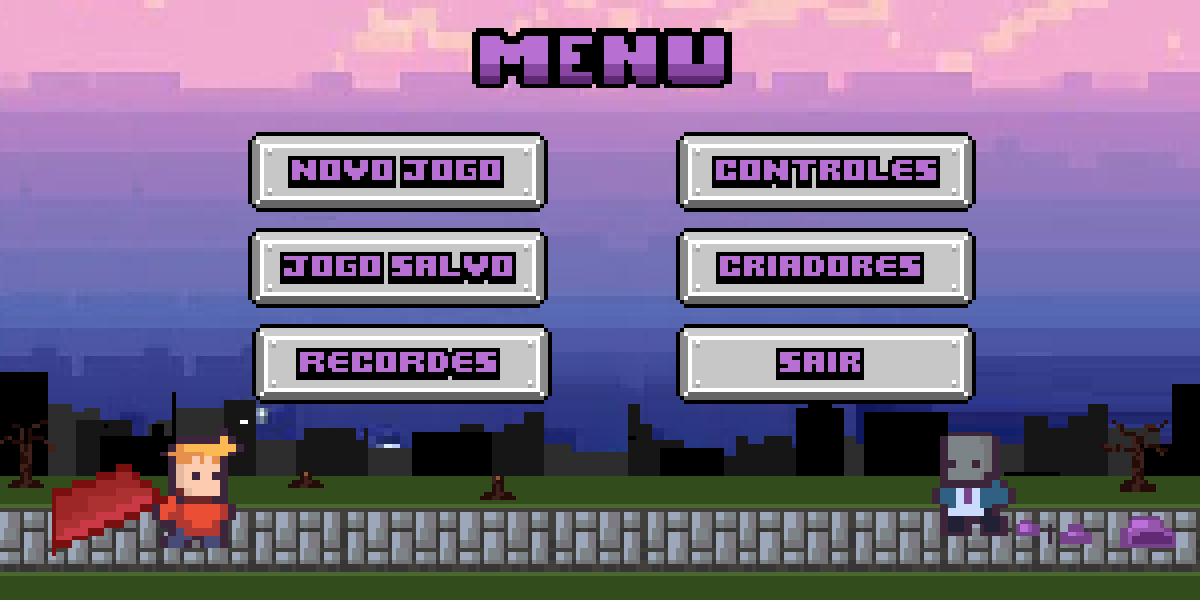 MENU
NOVO JOGO
CONTROLES
JOGO SALVO
CRIADORES
RECORDES
SAIR